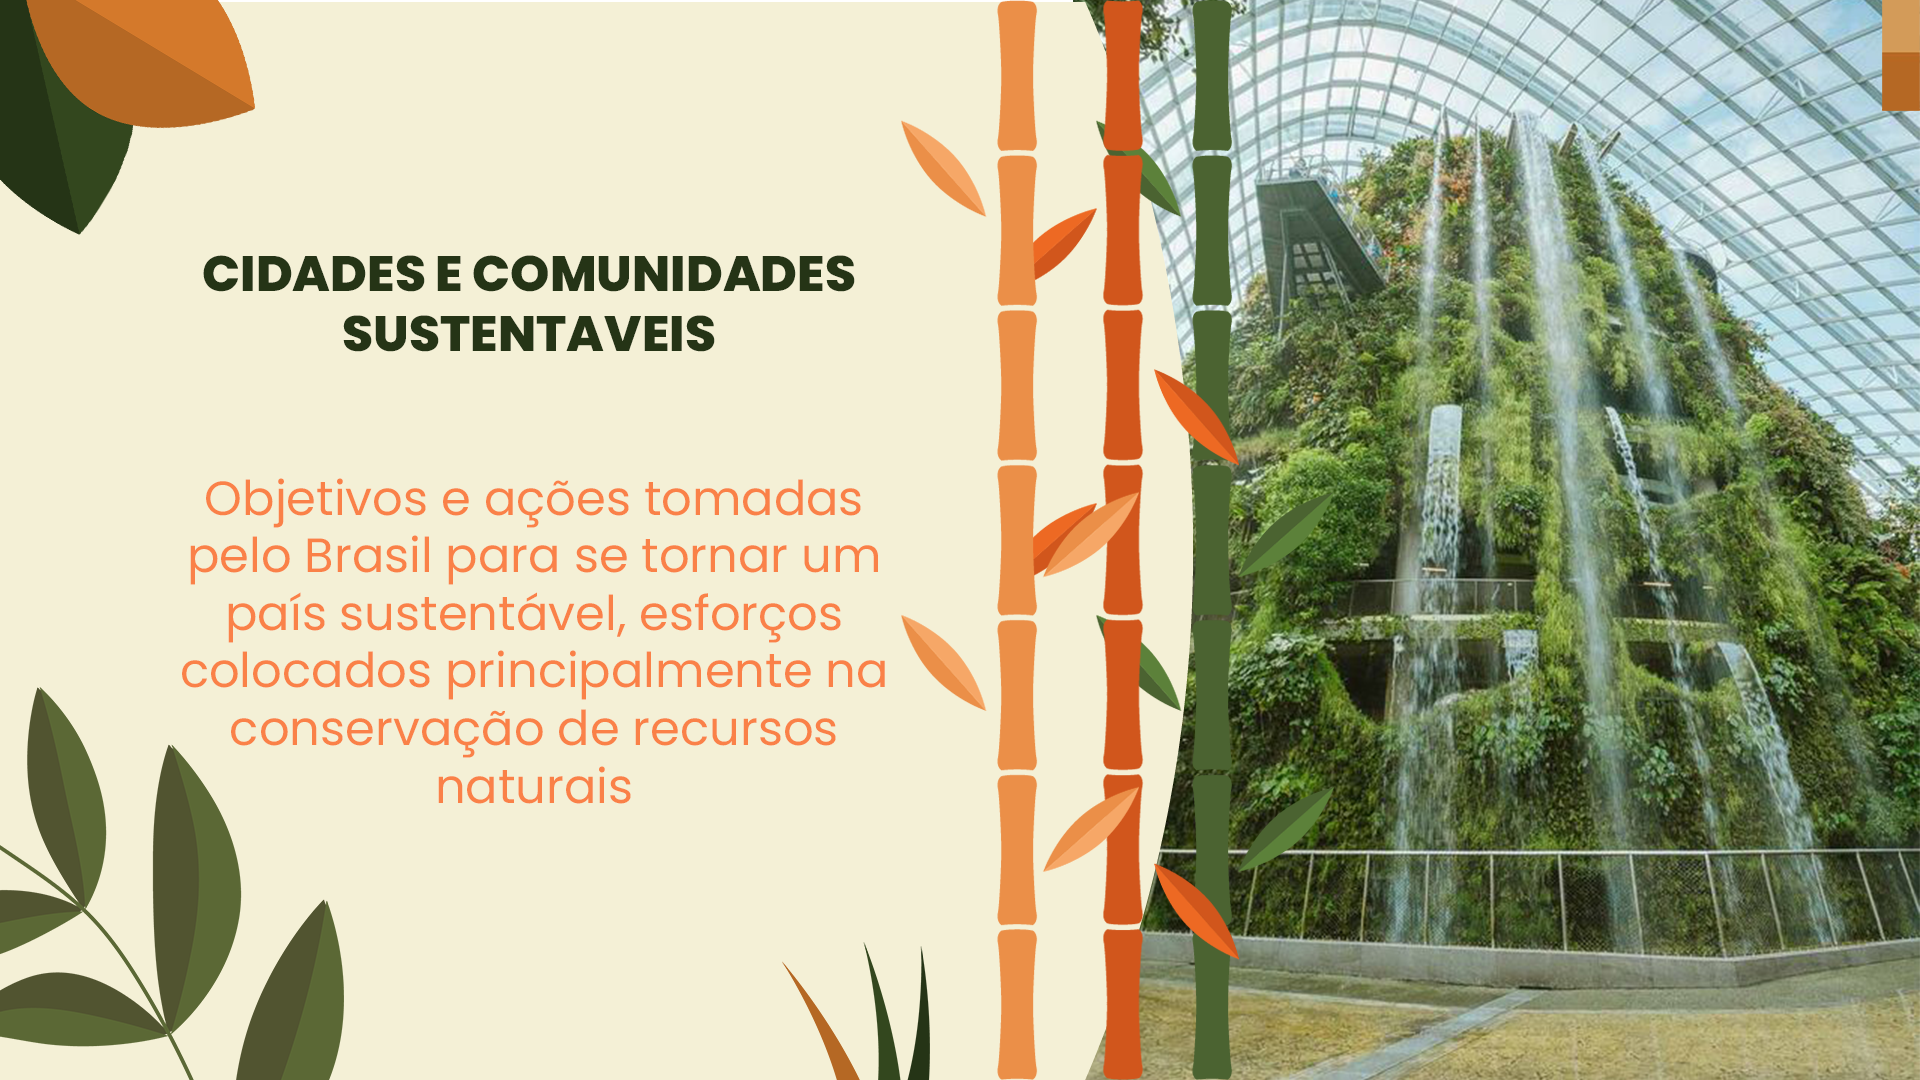 CIDADES E COMUNIDADES
SUSTENTAVEIS
Objetivos e ações tomadas
pelo Brasil para se tornar um
país sustentável, esforços
colocados principalmente na
conservação de recursos
naturais